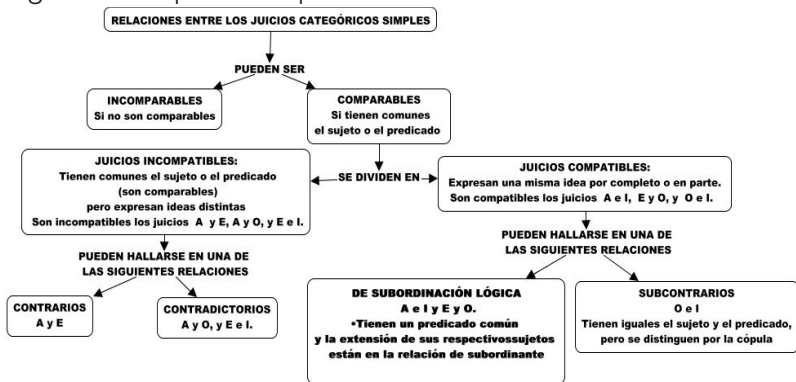 RELACIONES ENTRE LOS JUICIOS CATEGÓRICOS SIMPLES
PUEDEN SER
INCOMPARABLES
Si no son comparables
COMPARABLES
Si tienen comunes
el sujeto o el predicado
SE DIVIDEN EN
JUICIOS INCOMPATIBLES:
Tienen comunes el sujeto o el predicado
(son comparables)
pero expresan ideas distintas
Son incompatibles los juicios A y E, A y O, y E e I.
JUICIOS COMPATIBLES:
Expresan una misma idea por completo o en parte.
Son compatibles los juicios A e I, E y O, y O e I.
PUEDEN HALLARSE EN UNA DE
LAS SIGUIENTES RELACIONES
PUEDEN HALLARSE EN UNA DE
LAS SIGUIENTES RELACIONES
CONTRARIOS
A y E
CONTRADICTORIOS
A y O, y E e I.
DE SUBORDINACIÓN LÓGICA
A e I y E y O.
•Tienen un predicado común
y la extensión de sus respectivossujetos
están en la relación de subordinante
SUBCONTRARIOS
O e I
Tienen iguales el sujeto y el predicado,
pero se distinguen por la cópula